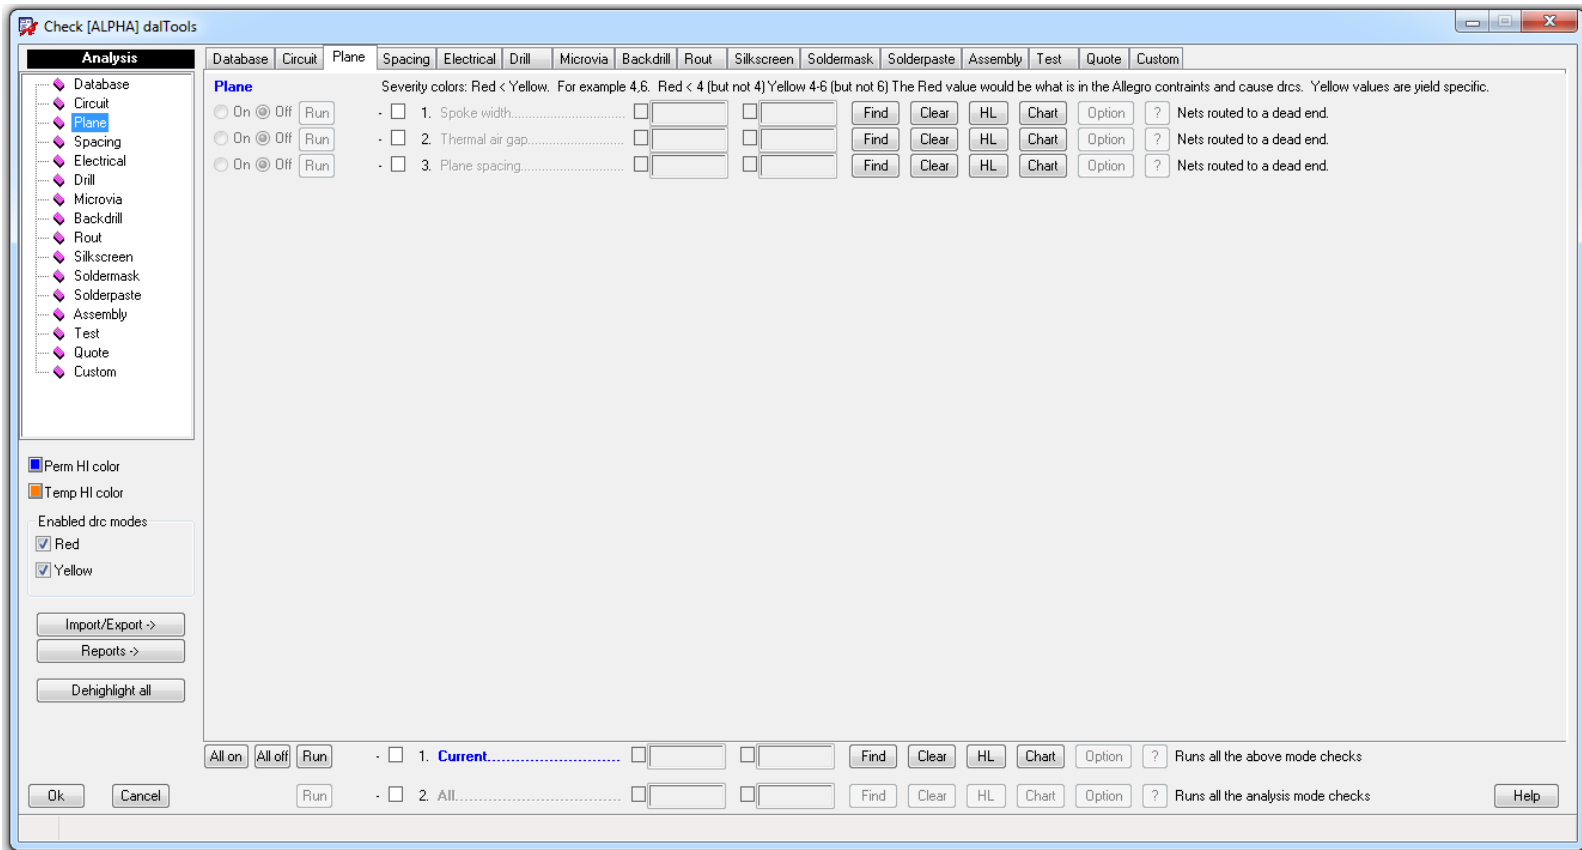 Check [ALPHA] dalTools
Analysis
Database
Circuit
Plane
Spacing
Electrical
Drill
Microvia
Backdrill
Rout
Silkscreen
Soldermask
Solderpaste
Assembly
Test
Quote
Custom
Perm HI color
Temp HI color
Enabled drc modes
Red
Yellow
Import/Export ->
Reports ->
Dehighlight all
Ok Cancel
Database Circuit Plane Spacing Electrical Drill Microvia Backdrill Rout Silkscreen Soldermask Solderpaste Assembly Test Quote Custom
Plane Severity colors: Red < Yellow. For example 4,6. Red < 4 (but not 4) Yellow 4-6 (but not 6) The Red value would be what is in the Allegro contraints and cause drcs. Yellow values are yield specific.
On Off Run - 1. Spoke width........................... Find Clear HL Chart Option ? Nets routed to a dead end.
On Off Run - 2. Thermal air gap....................... Find Clear HL Chart Option ? Nets routed to a dead end.
On Off Run - 3. Plane spacing......................... Find Clear HL Chart Option ? Nets routed to a dead end.
All on All off Run - 1. Current........................... Find Clear HL Chart Option ? Runs all the above mode checks
Run - 2. All......................................... Find Clear HL Chart Option ? Runs all the analysis mode checks Help